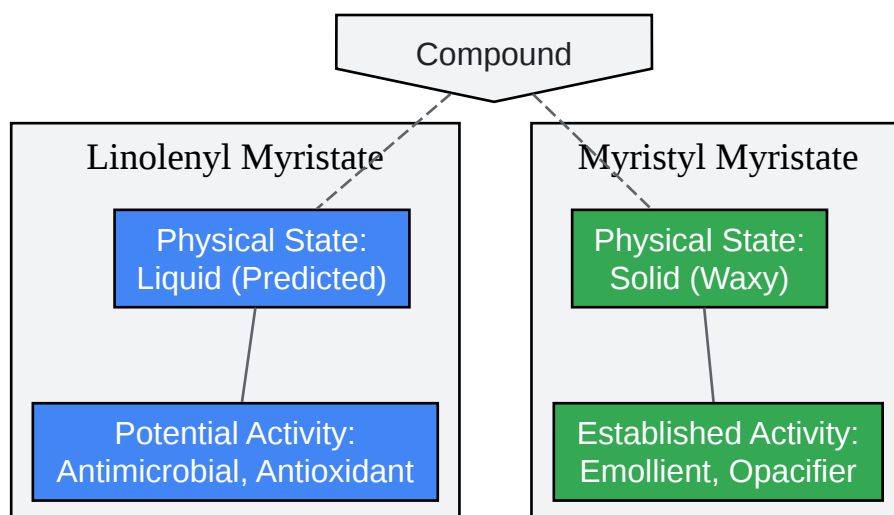 Compound
Linolenyl Myristate
Physical State:
Liquid (Predicted)
Potential Activity:
Antimicrobial, Antioxidant
Myristyl Myristate
Physical State:
Solid (Waxy)
Established Activity:
Emollient, Opacifier